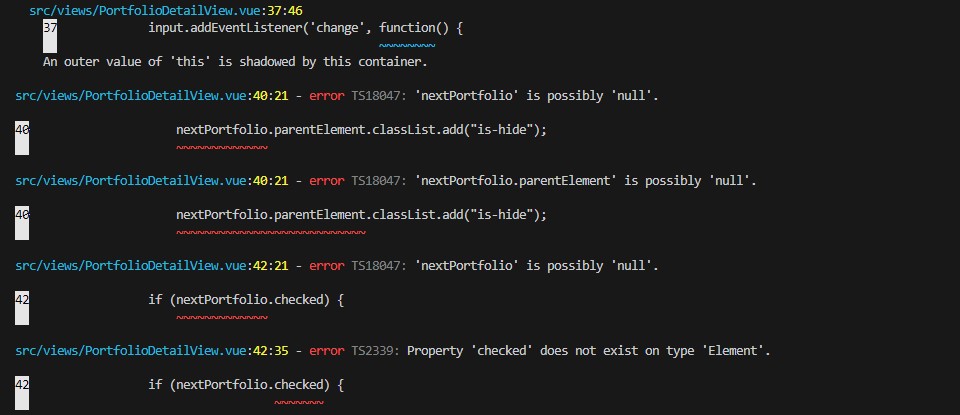 src/views/PortfolioDetailView.vue:37:46
37 input.addEventListener('change', function() {
~~~~~~~~
An outer value of 'this' is shadowed by this container.
src/views/PortfolioDetailView.vue:40:21 - error TS18047: 'nextPortfolio' is possibly 'null'.
40 nextPortfolio.parentElement.classList.add("is-hide");
~~~~~~~~~~~~~
src/views/PortfolioDetailView.vue:40:21 - error TS18047: 'nextPortfolio.parentElement' is possibly 'null'.
40 nextPortfolio.parentElement.classList.add("is-hide");
~~~~~~~~~~~~~~~~~~~~~~~~~~~
src/views/PortfolioDetailView.vue:42:21 - error TS18047: 'nextPortfolio' is possibly 'null'.
42 if (nextPortfolio.checked) {
~~~~~~~~~~~~~
src/views/PortfolioDetailView.vue:42:35 - error TS2339: Property 'checked' does not exist on type 'Element'.
42 if (nextPortfolio.checked) {
~~~~~~~